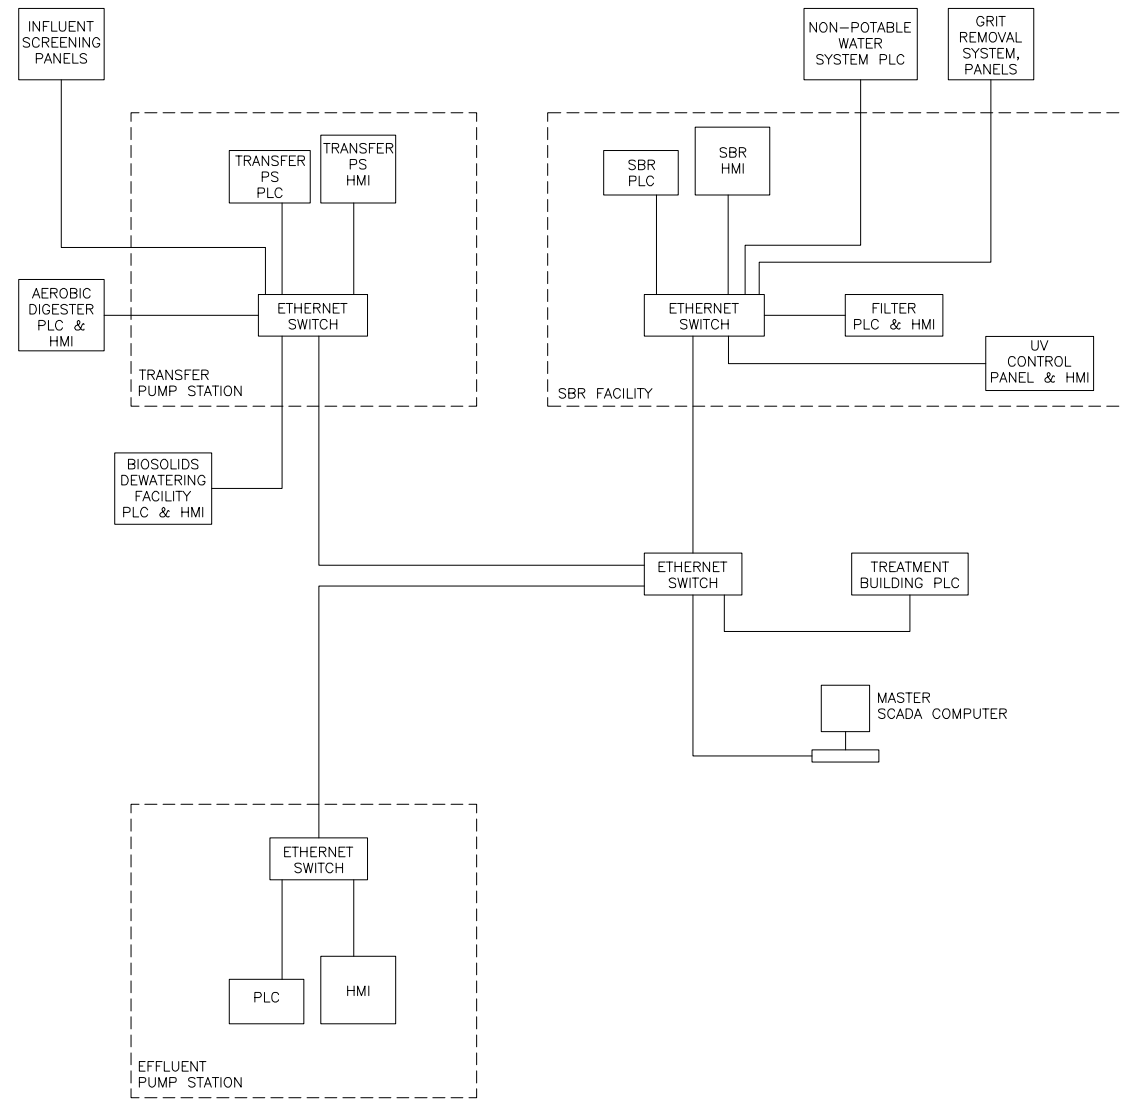 INFLUENT
SCREENING
PANELS
NON-POTABLE
WATER
SYSTEM PLC
GRIT
REMOVAL
SYSTEM,
PANELS
TRANSFER
PS
PLC
TRANSFER
PS
HMI
SBR
PLC
SBR
HMI
AEROBIC
DIGESTER
PLC & 
HMI
ETHERNET
SWITCH
ETHERNET
SWITCH
FILTER
PLC & HMI
UV
CONTROL
PANEL & HMI
TRANSFER
PUMP STATION
SBR FACILITY
BIOSOLIDS
DEWATERING
FACILITY
PLC & HMI
ETHERNET
SWITCH
TREATMENT
BUILDING PLC
MASTER
SCADA COMPUTER
ETHERNET
SWITCH
PLC
HMI
EFFLUENT
PUMP STATION